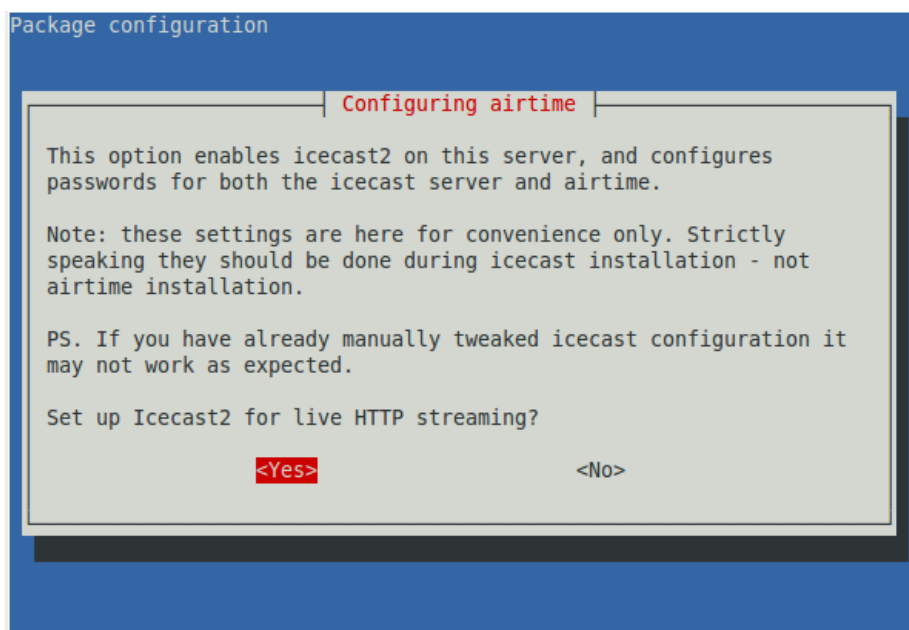 Package configuration
Configuring airtime
This option enables icecast2 on this server, and configures
passwords for both the icecast server and airtime.
Note: these settings are here for convenience only. Strictly
speaking they should be done during icecast installation - not
airtime installation.
PS. If you have already manually tweaked icecast configuration it
may not work as expected.
Set up Icecast2 for live HTTP streaming?
<Yes> <No>